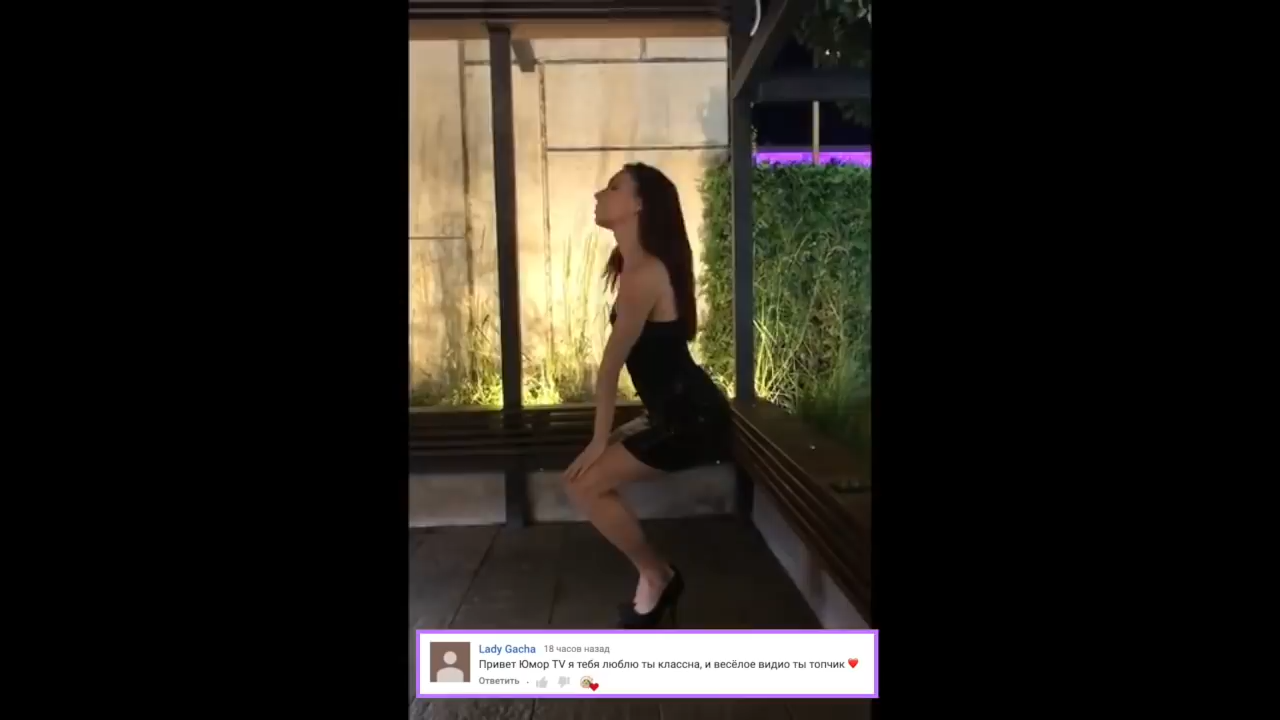 Lady Gacha 18 часов назад
Привет Юмор TV я тебя люблю ты классна, и весёлое видио ты топчик ❤️
Ответить